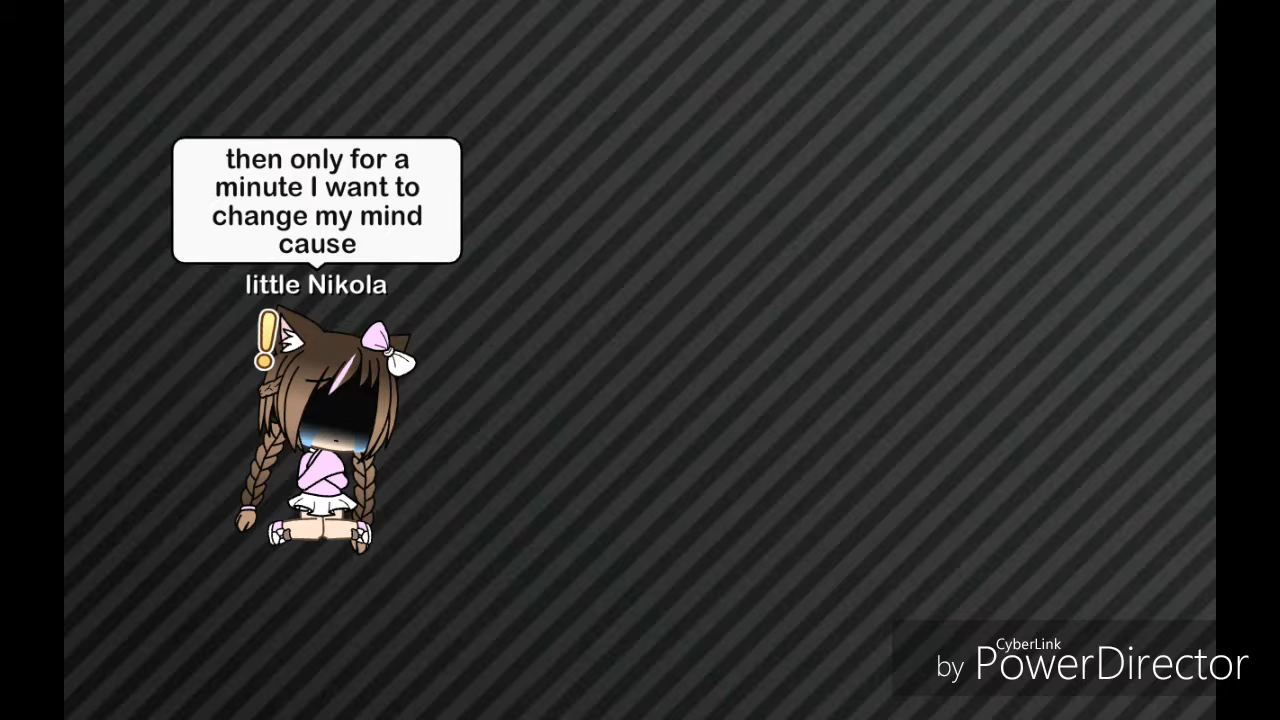 then only for a
minute I want to
change my mind
cause
little Nikola
CyberLink
by PowerDirector